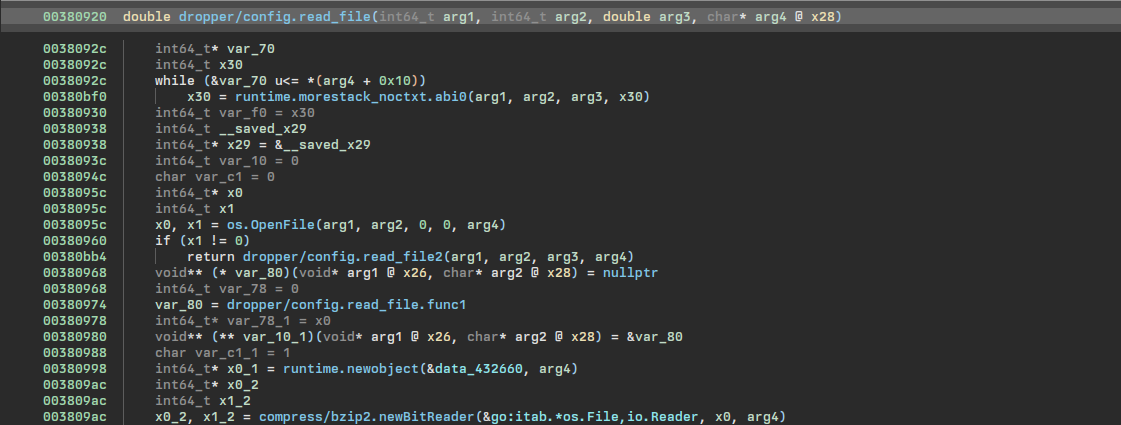 00380920 double dropper/config.read_file(int64_t arg1, int64_t arg2, double arg3, char* arg4 @ x28)
0038092c int64_t* var_70
0038092c int64_t x30
0038092c while (&var_70 u<= *(arg4 + 0x10))
00380bf0 x30 = runtime.morestack_noctxt.abi0(arg1, arg2, arg3, x30)
00380930 int64_t var_f0 = x30
00380938 int64_t __saved_x29
00380938 int64_t* x29 = &__saved_x29
0038093c int64_t var_10 = 0
0038094c char var_c1 = 0
0038095c int64_t* x0
0038095c int64_t x1
0038095c x0, x1 = os.OpenFile(arg1, arg2, 0, 0, arg4)
00380960 if (x1 != 0)
00380bb4 return dropper/config.read_file2(arg1, arg2, arg3, arg4)
00380968 void** (* var_80)(void* arg1 @ x26, char* arg2 @ x28) = nullptr
00380968 int64_t var_78 = 0
00380974 var_80 = dropper/config.read_file.func1
00380978 int64_t* var_78_1 = x0
00380980 void** (** var_10_1)(void* arg1 @ x26, char* arg2 @ x28) = &var_80
00380988 char var_c1_1 = 1
00380998 int64_t* x0_1 = runtime.newobject(&data_432660, arg4)
003809ac int64_t* x0_2
003809ac int64_t x1_2
003809ac x0_2, x1_2 = compress/bzip2.newBitReader(&go:itab.*os.File,io.Reader, x0, arg4)